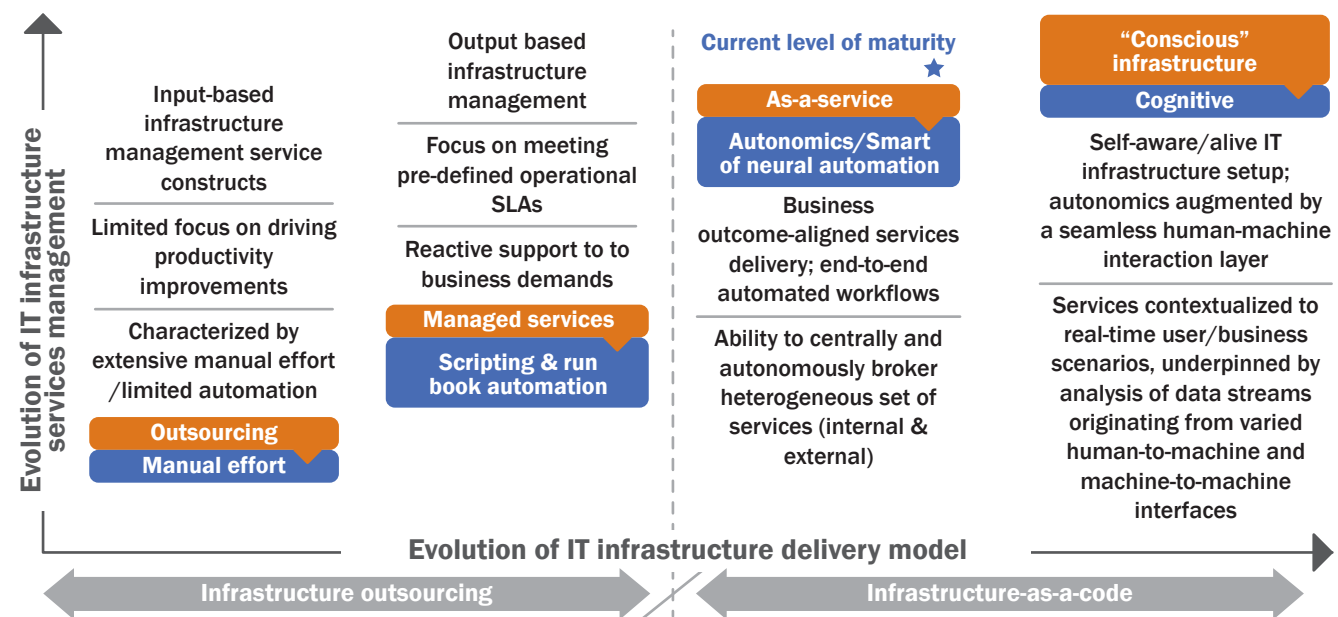 Evolution of IT infrastructure
services management
Input-based
infrastructure
management service
constructs
Limited focus on driving
productivity
improvements
Characterized by
extensive manual effort
/limited automation
Outsourcing
Manual effort
Output based
infrastructure
management
Focus on meeting
pre-defined operational
SLAs
Reactive support to to
business demands
Managed services
Scripting & run
book automation
Current level of maturity
As-a-service
Autonomics/Smart
of neural automation
Business
outcome-aligned services
delivery; end-to-end
automated workflows
Ability to centrally and
autonomously broker
heterogeneous set of
services (internal &
external)
“Conscious”
infrastructure
Cognitive
Self-aware/alive IT
infrastructure setup;
autonomics augmented by
a seamless human-machine
interaction layer
Services contextualized to
real-time user/business
scenarios, underpinned by
analysis of data streams
originating from varied
human-to-machine and
machine-to-machine
interfaces
Evolution of IT infrastructure delivery model
Infrastructure outsourcing
Infrastructure-as-a-code